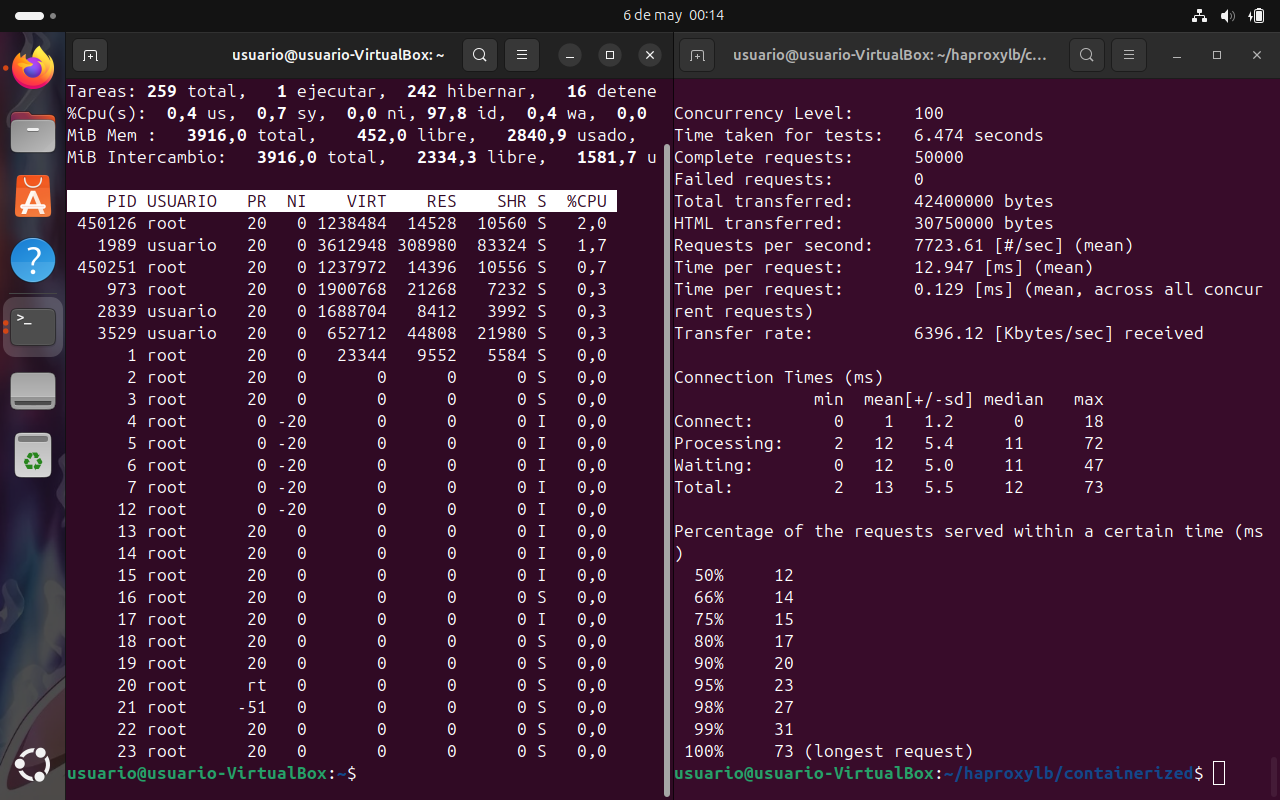 6 de may 00:14
usuario@usuario-VirtualBox: ~
Tareas: 259 total, 1 ejecutar, 242 hibernar, 16 detene
%Cpu(s): 0,4 us, 0,7 sy, 0,0 ni, 97,8 id, 0,4 wa, 0,0
MiB Mem : 3916,0 total, 452,0 libre, 2840,9 usado,
MiB Intercambio: 3916,0 total, 2334,3 libre, 1581,7 u
PID USUARIO PR NI VIRT RES SHR S %CPU
450126 root 20 0 1238484 14528 10560 S 2,0
1989 usuario 20 0 3612948 308980 83324 S 1,7
450251 root 20 0 1237972 14396 10556 S 0,7
973 root 20 0 1900768 21268 7232 S 0,3
2839 usuario 20 0 1688704 8412 3992 S 0,3
3529 usuario 20 0 652712 44808 21980 S 0,3
1 root 20 0 23344 9552 5584 S 0,0
2 root 20 0 0 0 0 S 0,0
3 root 20 0 0 0 0 S 0,0
4 root 0 -20 0 0 0 I 0,0
5 root 0 -20 0 0 0 I 0,0
6 root 0 -20 0 0 0 I 0,0
7 root 0 -20 0 0 0 I 0,0
12 root 0 -20 0 0 0 I 0,0
13 root 20 0 0 0 0 I 0,0
14 root 20 0 0 0 0 I 0,0
15 root 20 0 0 0 0 I 0,0
16 root 20 0 0 0 0 S 0,0
17 root 20 0 0 0 0 I 0,0
18 root 20 0 0 0 0 S 0,0
19 root 20 0 0 0 0 S 0,0
20 root rt 0 0 0 0 S 0,0
21 root -51 0 0 0 0 S 0,0
22 root 20 0 0 0 0 S 0,0
23 root 20 0 0 0 0 S 0,0
usuario@usuario-VirtualBox:~$
usuario@usuario-VirtualBox: ~/haproxylb/c...
Concurrency Level: 100
Time taken for tests: 6.474 seconds
Complete requests: 50000
Failed requests: 0
Total transferred: 42400000 bytes
HTML transferred: 30750000 bytes
Requests per second: 7723.61 [#/sec] (mean)
Time per request: 12.947 [ms] (mean)
Time per request: 0.129 [ms] (mean, across all concur
rent requests)
Transfer rate: 6396.12 [Kbytes/sec] received
Connection Times (ms)
min mean[+/-sd] median max
Connect: 0 1 1.2 0 18
Processing: 2 12 5.4 11 72
Waiting: 0 12 5.0 11 47
Total: 2 13 5.5 12 73
Percentage of the requests served within a certain time (ms
)
50% 12
66% 14
75% 15
80% 17
90% 20
95% 23
98% 27
99% 31
100% 73 (longest request)
usuario@usuario-VirtualBox:~/haproxylb/containerized$